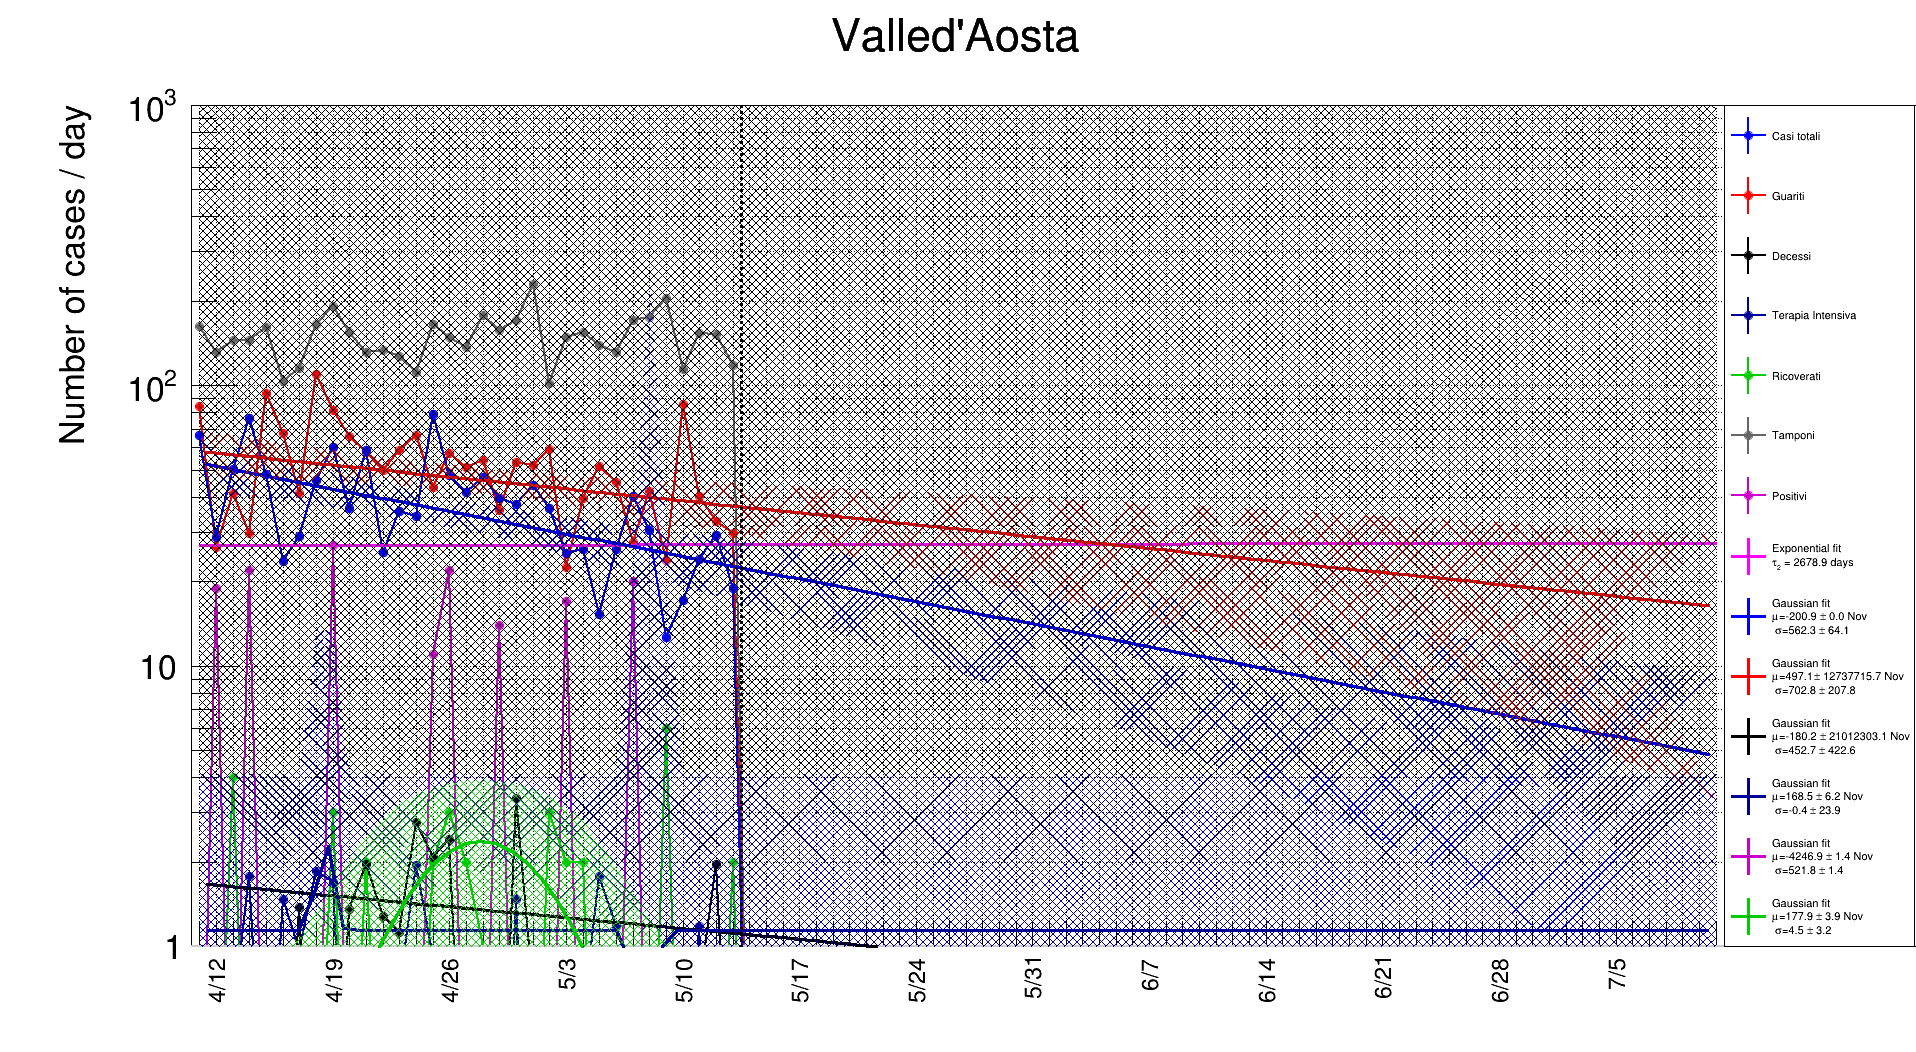 Valled'Aosta
Number of cases / day
10³
10²
10
1
4/12
4/19
4/26
5/3
5/10
5/17
5/24
5/31
6/7
6/14
6/21
6/28
7/5
Casi totali
Guariti
Decessi
Terapia Intensiva
Ricoverati
Tamponi
Positivi
Exponential fit
τ₂ = 2678.9 days
Gaussian fit
μ=-200.9 ± 0.0 Nov
σ=562.3 ± 64.1
Gaussian fit
μ=497.1 ± 12737715.7 Nov
σ=702.8 ± 207.8
Gaussian fit
μ=-180.2 ± 21012303.1 Nov
σ=452.7 ± 422.6
Gaussian fit
μ=168.5 ± 6.2 Nov
σ=-0.4 ± 23.9
Gaussian fit
μ=-4246.9 ± 1.4 Nov
σ=521.8 ± 1.4
Gaussian fit
μ=177.9 ± 3.9 Nov
σ=4.5 ± 3.2